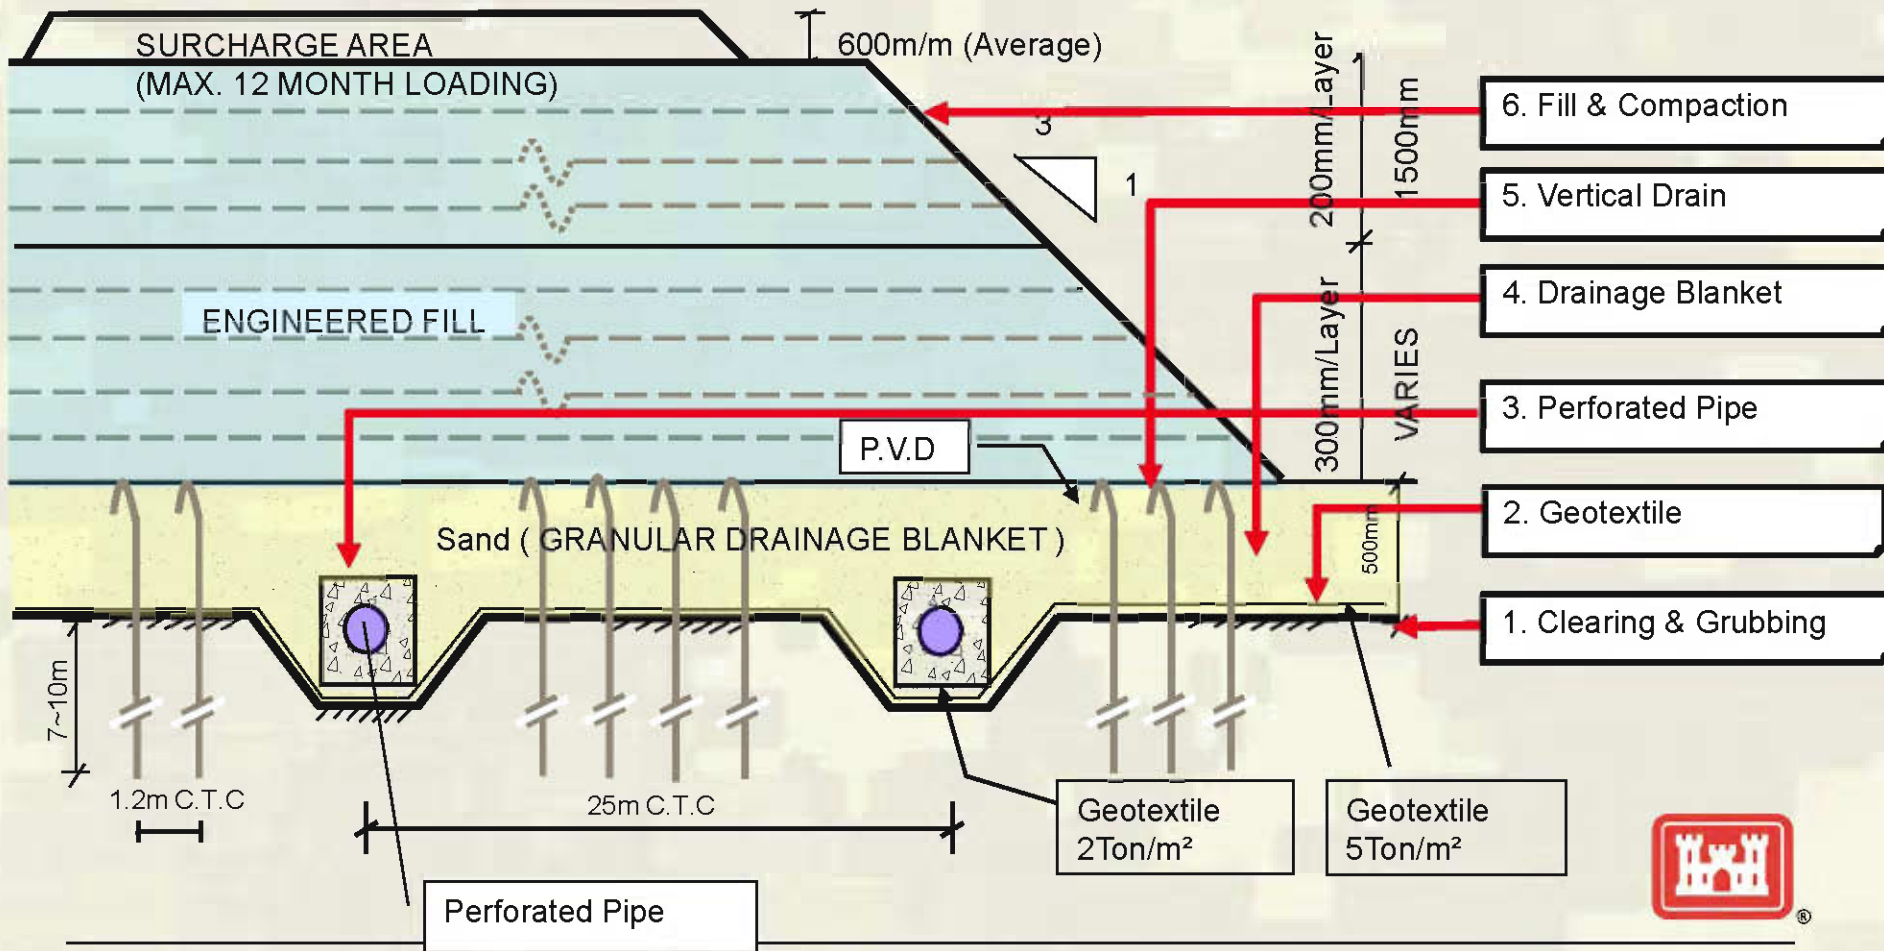 SURCHARGE AREA
(MAX. 12 MONTH LOADING)
600m/m (Average)
3
1
200mm/Layer
1500mm
6. Fill & Compaction
5. Vertical Drain
4. Drainage Blanket
ENGINEERED FILL
300mm/Layer
VARIES
3. Perforated Pipe
P.V.D
2. Geotextile
Sand ( GRANULAR DRAINAGE BLANKET )
500mm
1. Clearing & Grubbing
7~10m
1.2m C.T.C
25m C.T.C
Geotextile
2Ton/m²
Geotextile
5Ton/m²
Perforated Pipe
®